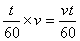 t/60 × v = vt/60